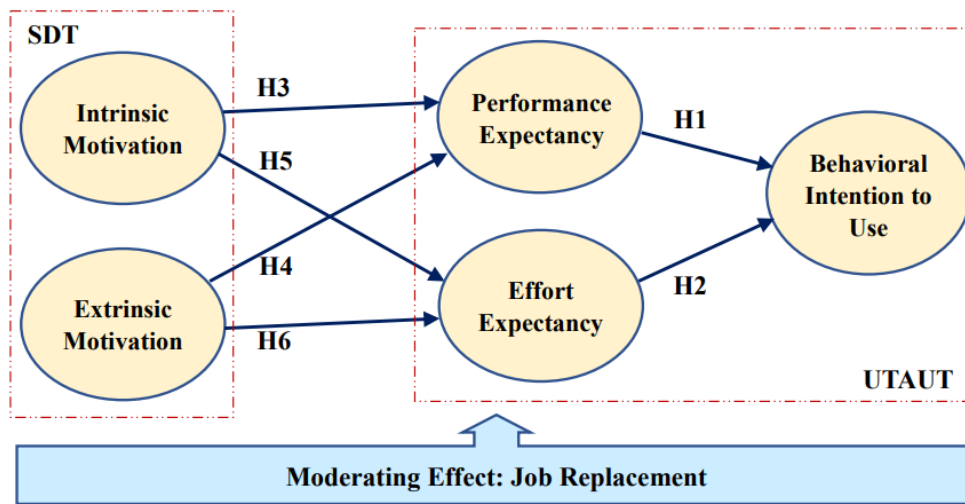 SDT
Intrinsic
Motivation
Extrinsic
Motivation
H3
H5
H4
H6
Performance
Expectancy
Effort
Expectancy
H1
H2
Behavioral
Intention to
Use
UTAUT
Moderating Effect: Job Replacement